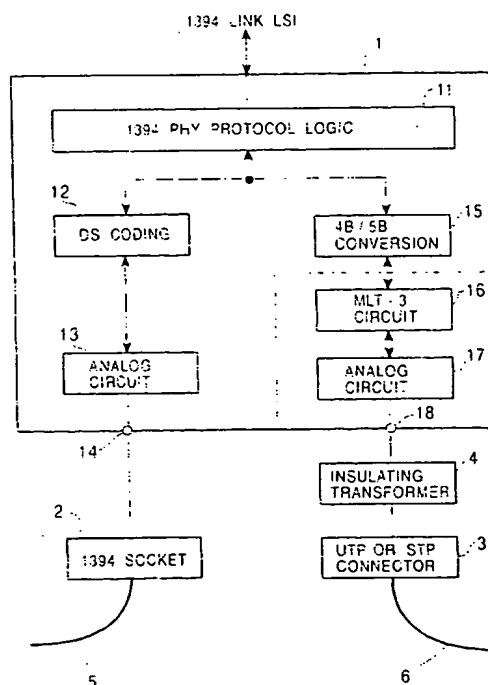 1394 LINK LSI
1
11
1394 PHY PROTOCOL LOGIC
12
DS CODING
4B / 5B
CONVERSION
15
MLT - 3
CIRCUIT
16
13
ANALOG
CIRCUIT
ANALOG
CIRCUIT
17
14
18
INSULATING
TRANSFORMER
4
2
1394 SOCKET
UTP OR STP
CONNECTOR
3
5
6